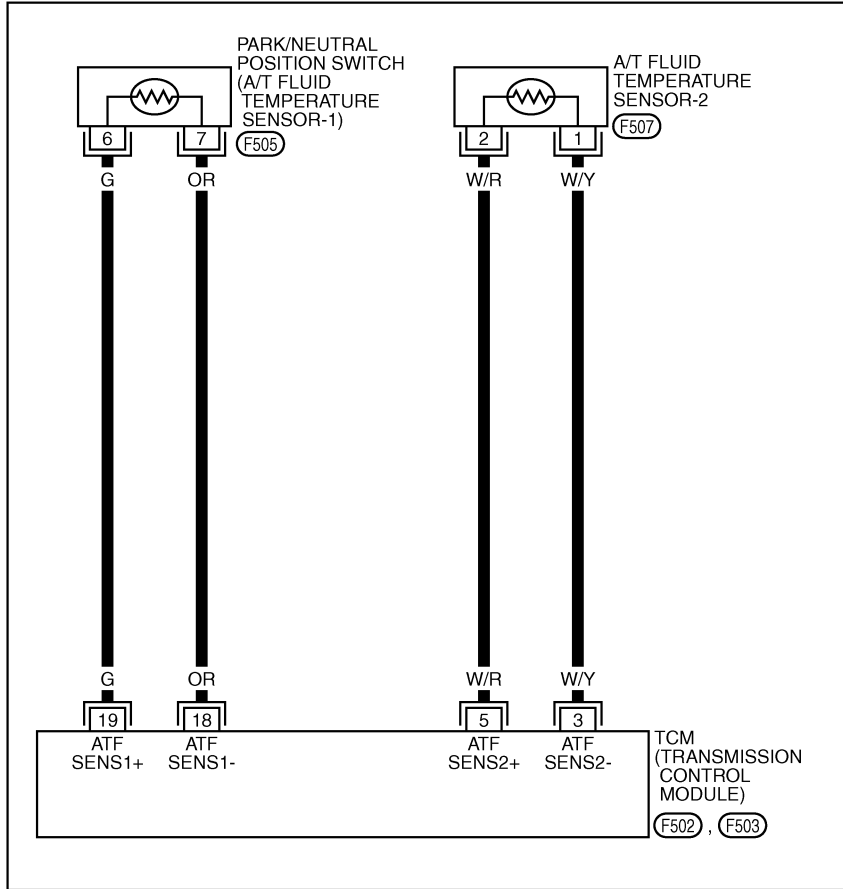 PARK/NEUTRAL
POSITION SWITCH
(A/T FLUID
TEMPERATURE
SENSOR-1)
F505
A/T FLUID
TEMPERATURE
SENSOR-2
F507
6 7 2 1
G OR W/R W/Y
G OR W/R W/Y
19 18 5 3
ATF
SENS1+
ATF
SENS1-
ATF
SENS2+
ATF
SENS2-
TCM
(TRANSMISSION
CONTROL
MODULE)
F502 , F503